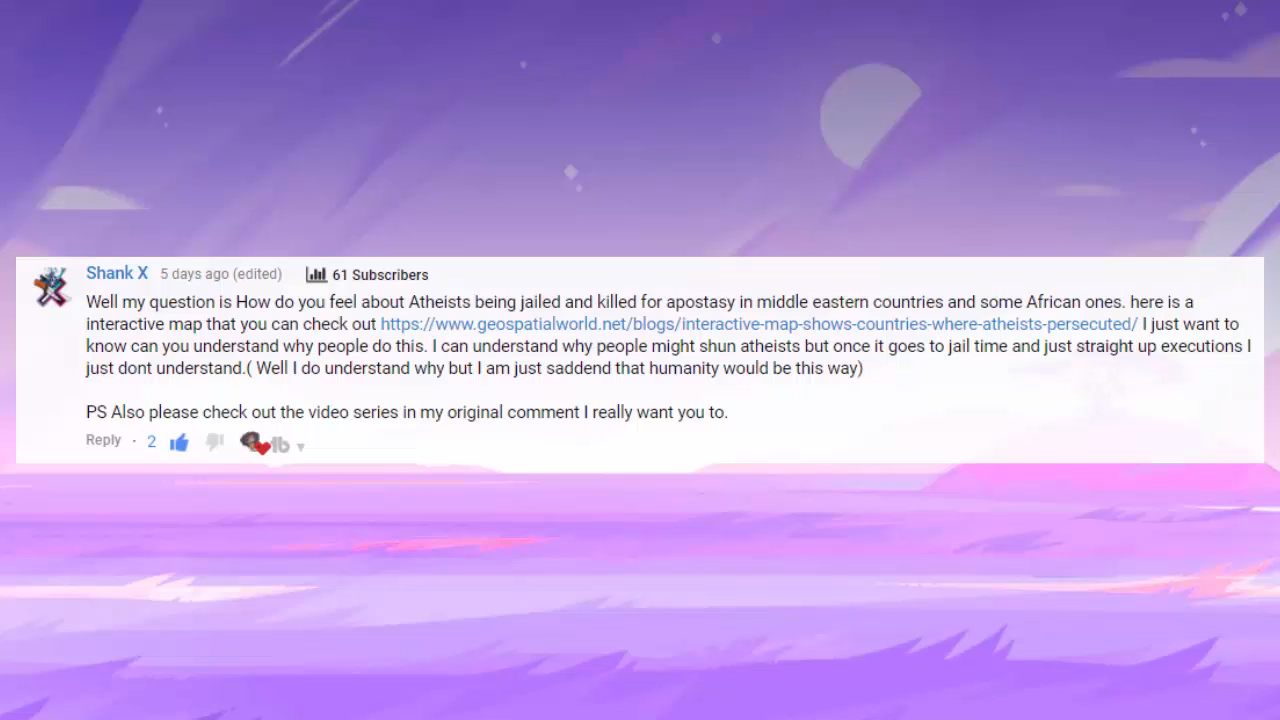 Shank X 5 days ago (edited) 61 Subscribers
Well my question is How do you feel about Atheists being jailed and killed for apostasy in middle eastern countries and some African ones. here is a
interactive map that you can check out https://www.geospatialworld.net/blogs/interactive-map-shows-countries-where-atheists-persecuted/ I just want to
know can you understand why people do this. I can understand why people might shun atheists but once it goes to jail time and just straight up executions I
just dont understand.( Well I do understand why but I am just saddend that humanity would be this way)
PS Also please check out the video series in my original comment I really want you to.
Reply · 2